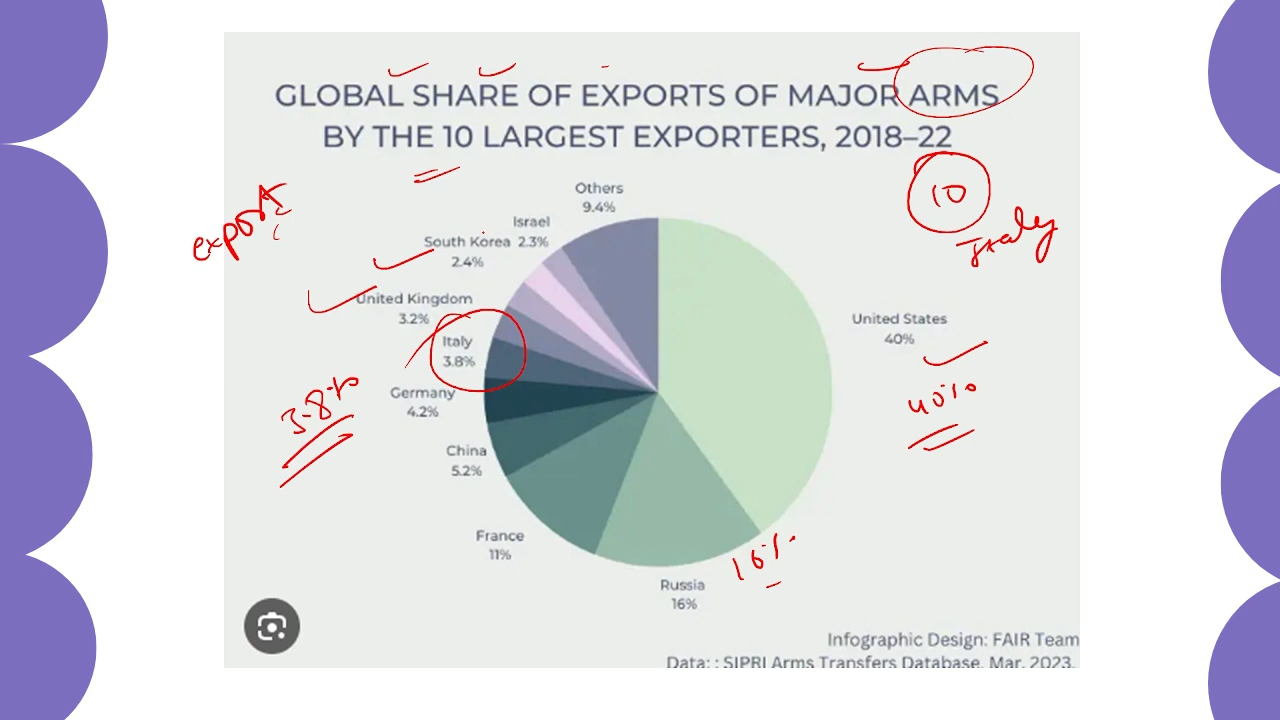 GLOBAL SHARE OF EXPORTS OF MAJOR ARMS
BY THE 10 LARGEST EXPORTERS, 2018–22
10
Italy
export
Others
9.4%
Israel
2.3%
South Korea
2.4%
United Kingdom
3.2%
Italy
3.8%
3.8%
Germany
4.2%
China
5.2%
France
11%
Russia
16%
16%
United States
40%
40%
Infographic Design: FAIR Team
Data: : SIPRI Arms Transfers Database, Mar. 2023.